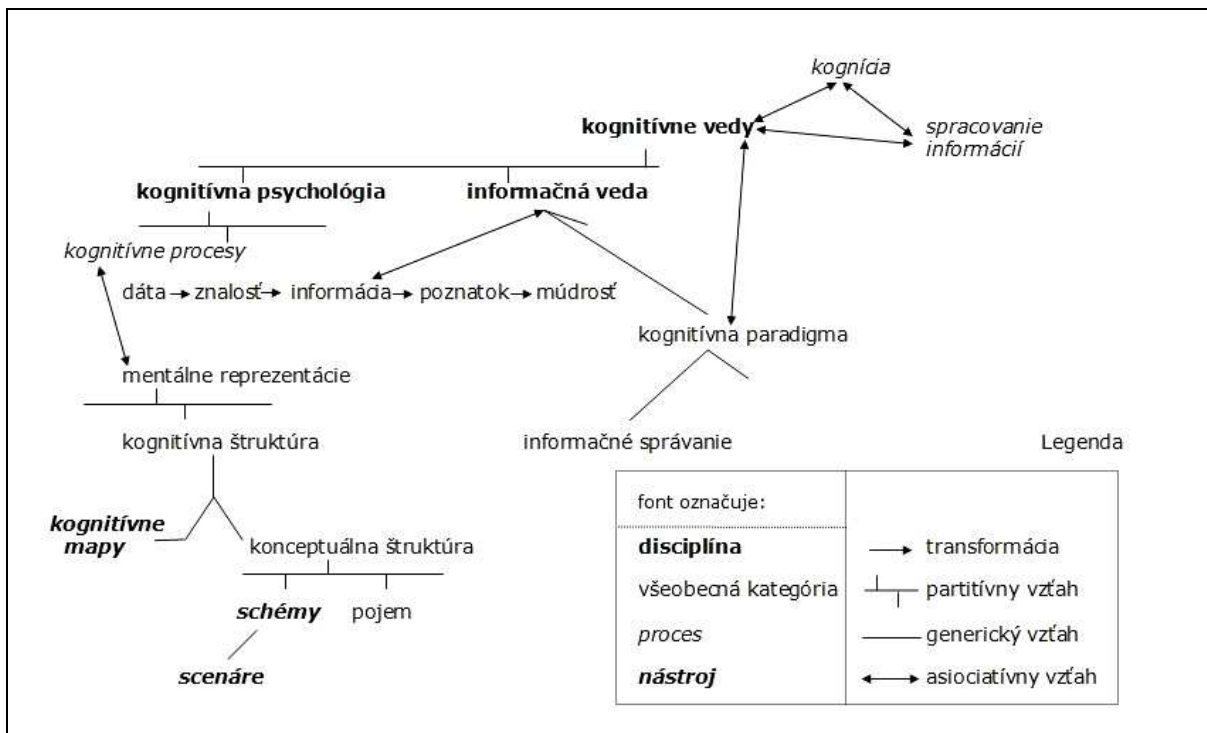 kognícia
kognitívne vedy
spracovanie
informácií
kognitívna psychológia
informačná veda
kognitívne procesy
dáta znalosť informácia poznatok múdrosť
kognitívna paradigma
mentálne reprezentácie
kognitívna štruktúra
informačné správanie
Legenda
kognitívne
mapy
konceptuálna štruktúra
schémy
pojem
scenáre
font označuje:
disciplína
transformácia
všeobecná kategória
partitívny vzťah
proces
generický vzťah
nástroj
asiociatívny vzťah